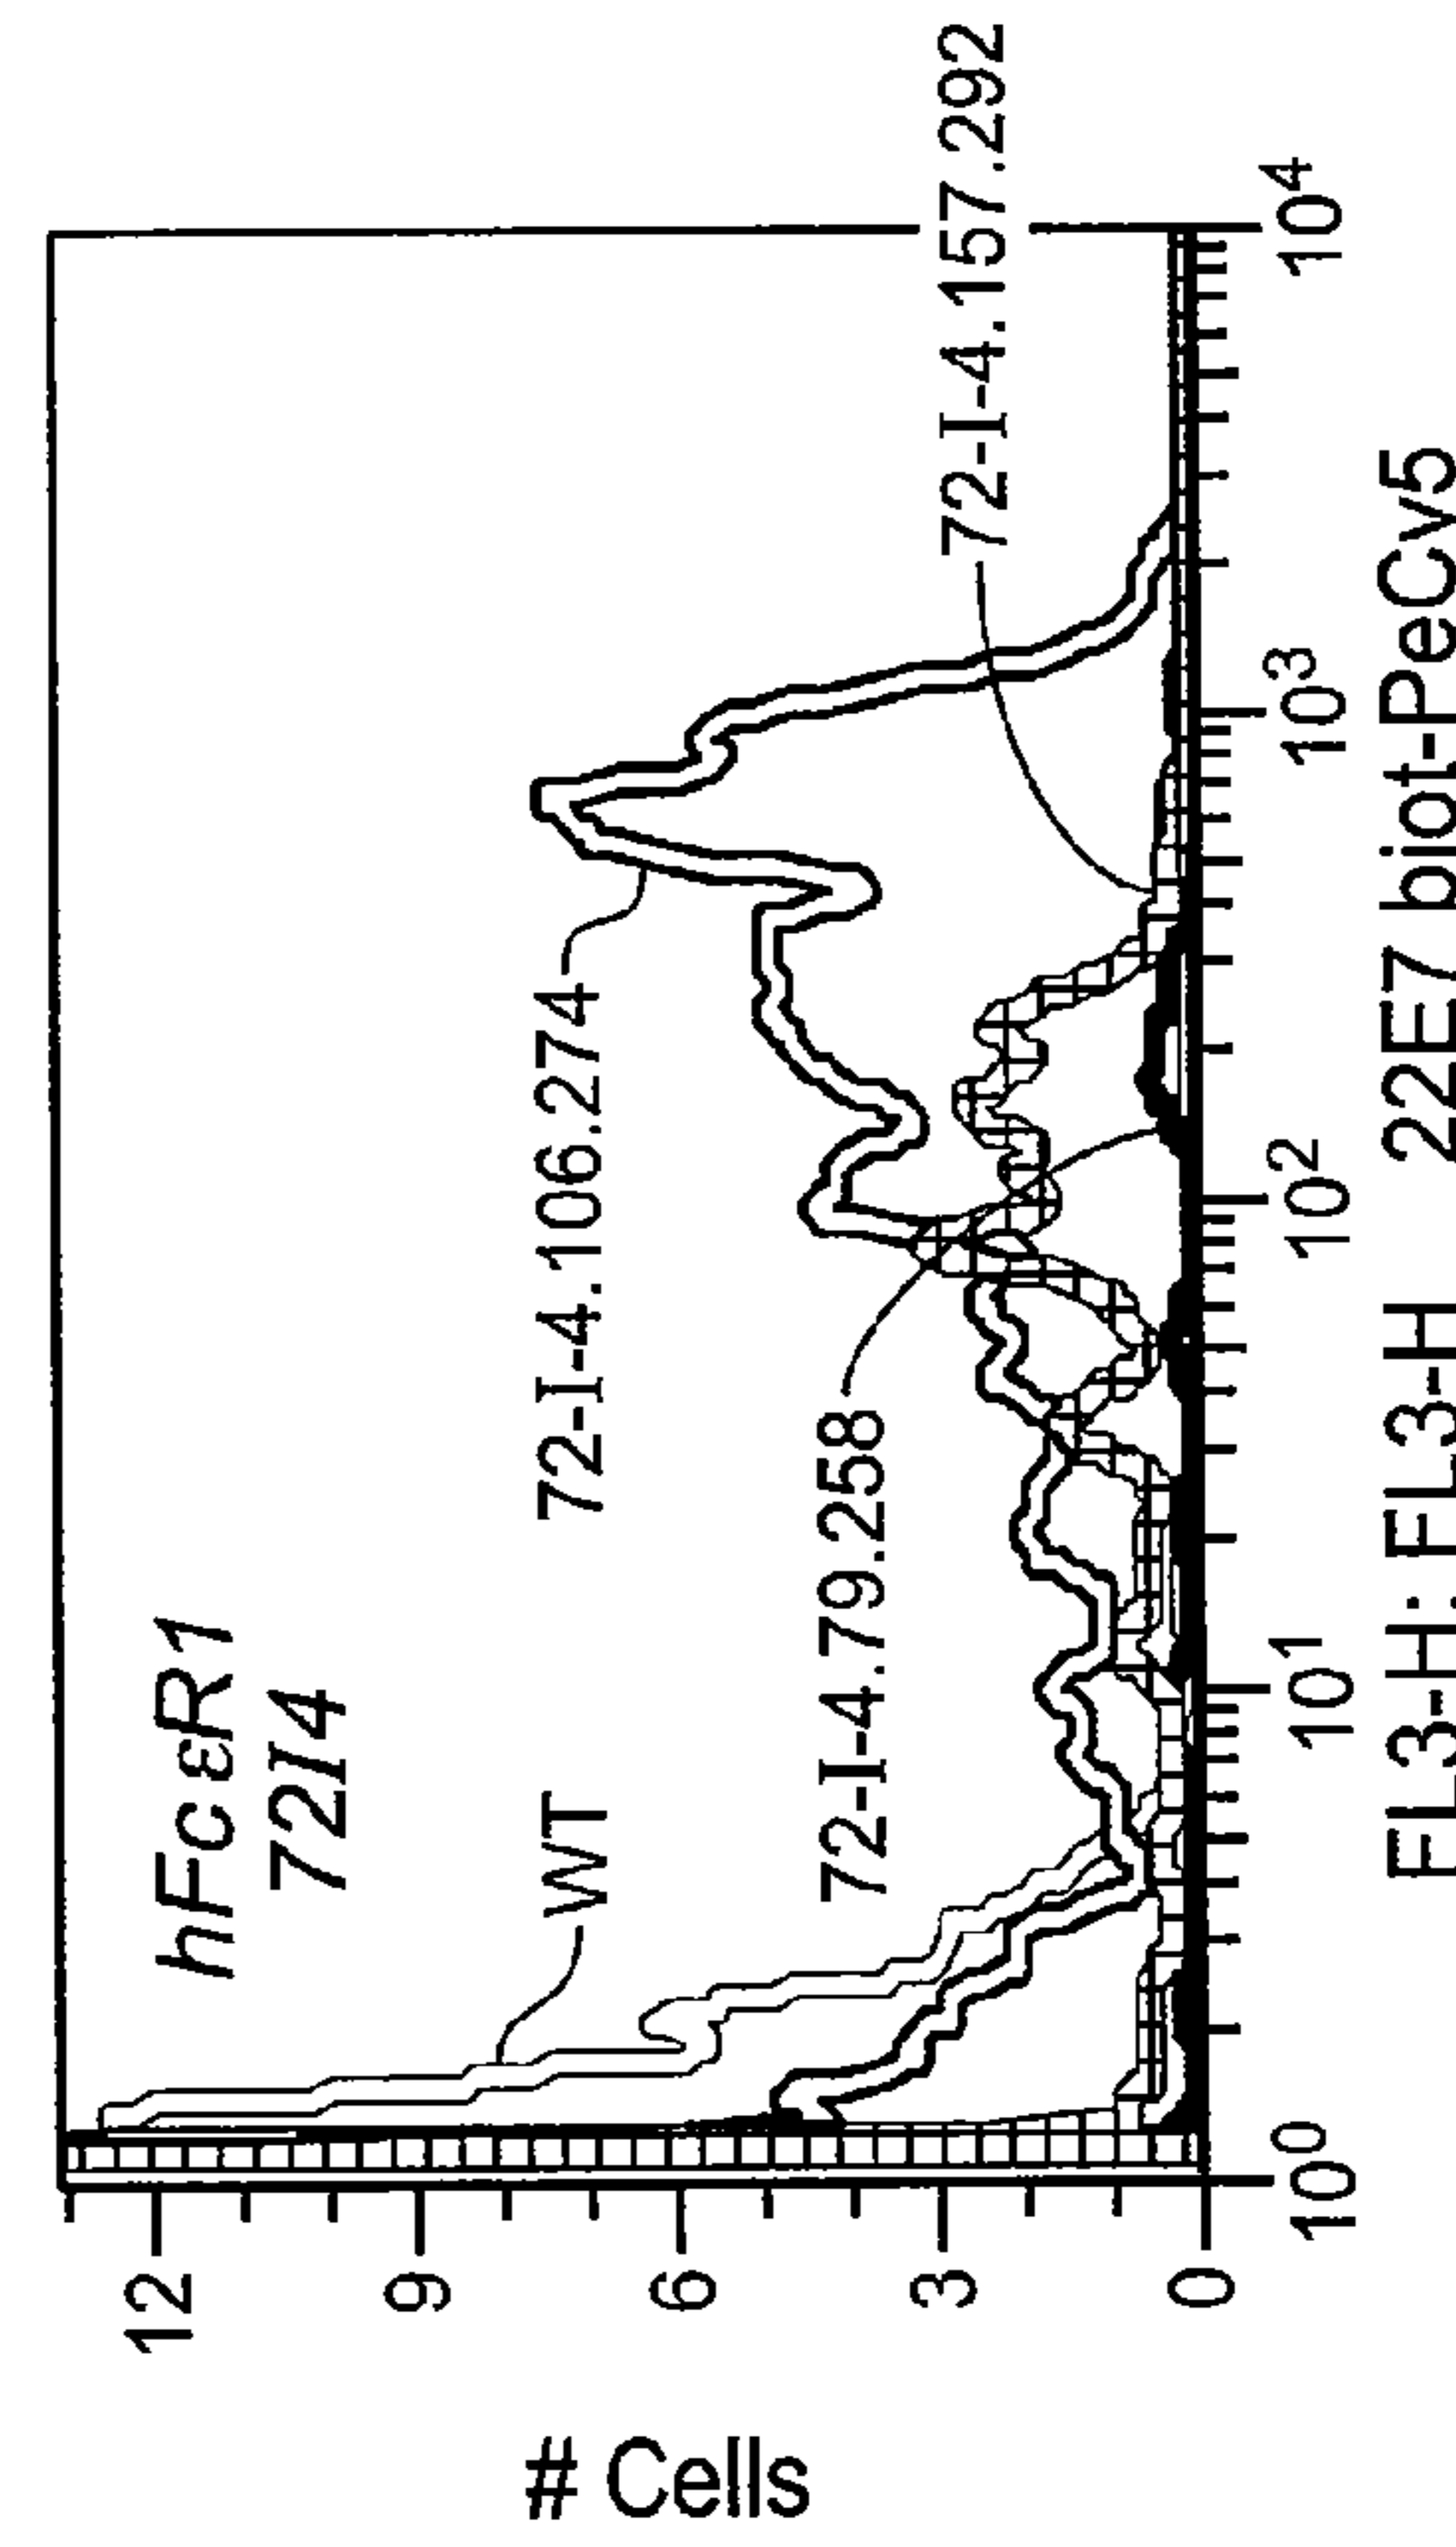 hFcεR1
72I4
WT
72-I-4.106.274
72-I-4.79.258
72-I-4.157.292
# Cells
12
9
6
3
0
10⁰
10¹
10²
10³
10⁴
FL3-H: FL3-H 22E7 biot-PeCy5